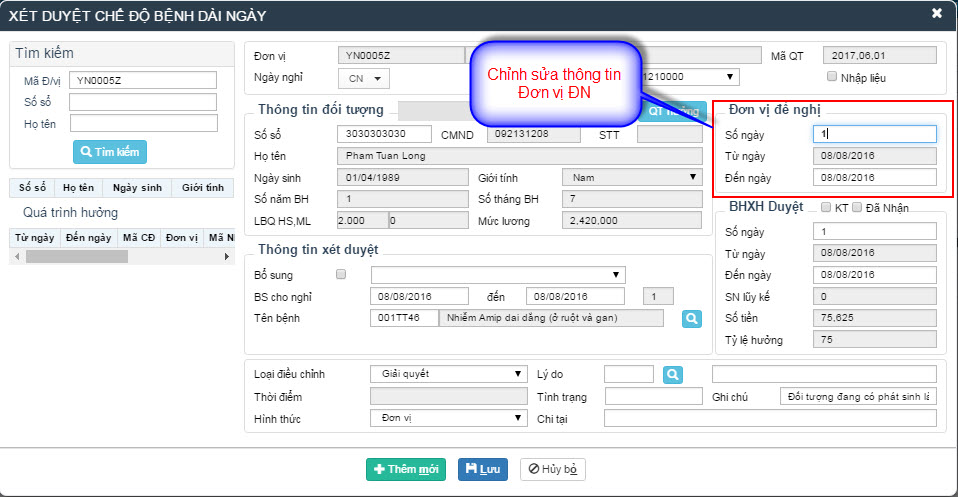 XÉT DUYỆT CHẾ ĐỘ BỆNH DÀI NGÀY
Tìm kiếm
Mã Đ/vị YN0005Z
Số sổ
Họ tên
Tìm kiếm
Số sổ Họ tên Ngày sinh Giới tính
Quá trình hưởng
Từ ngày Đến ngày Mã CĐ Đơn vị Mã N
Đơn vị YN0005Z Mã QT 2017,06,01
Ngày nghỉ CN 1210000 Nhập liệu
Chỉnh sửa thông tin
Đơn vị ĐN
Thông tin đối tượng QT
Số sổ 3030303030 CMND 092131208 STT
Họ tên Pham Tuan Long
Ngày sinh 01/04/1989 Giới tính Nam
Số năm BH 1 Số tháng BH 7
LBQ HS,ML 2.000 0 Mức lương 2,420,000
Đơn vị đề nghị
Số ngày 1
Từ ngày 08/08/2016
Đến ngày 08/08/2016
Thông tin xét duyệt
Bổ sung
BS cho nghỉ 08/08/2016 đến 08/08/2016 1
Tên bệnh 001TT46 Nhiễm Amip dai dẳng (ở ruột và gan)
BHXH Duyệt KT Đã Nhận
Số ngày 1
Từ ngày 08/08/2016
Đến ngày 08/08/2016
SN lũy kế 0
Số tiền 75,625
Tỷ lệ hưởng 75
Loại điều chỉnh Giải quyết Lý do
Thời điểm Tình trạng Ghi chú Đối tượng đang có phát sinh lá
Hình thức Đơn vị Chi tại
Thêm mới Lưu Hủy bỏ